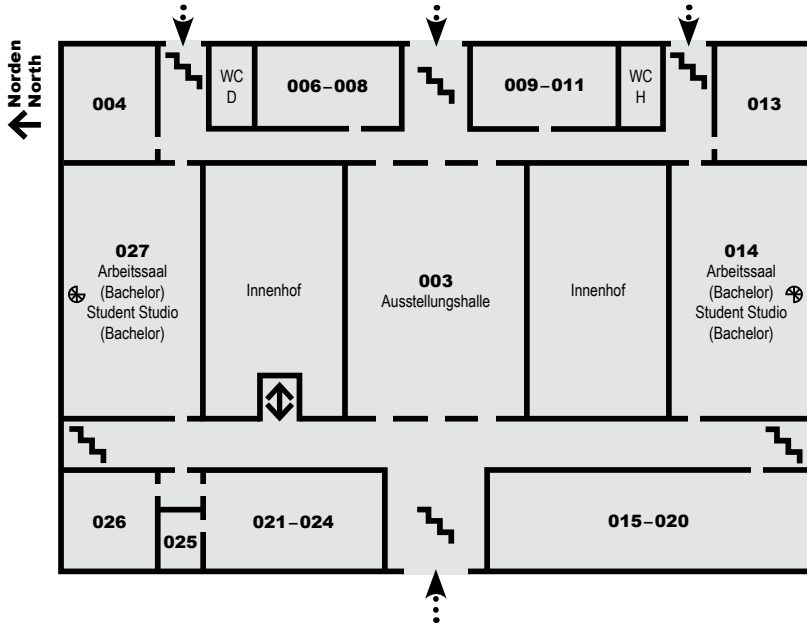 Norden
North
004
WC
D
006–008
009–011
WC
H
013
027
Arbeitssaal
(Bachelor)
Student Studio
(Bachelor)
Innenhof
003
Ausstellungshalle
Innenhof
014
Arbeitssaal
(Bachelor)
Student Studio
(Bachelor)
026
025
021–024
015–020